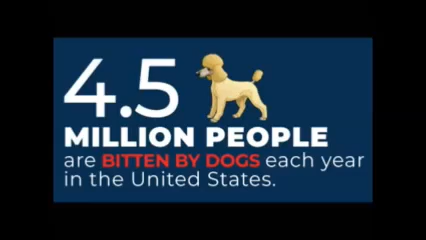 4.5
MILLION PEOPLE
are BITTEN BY DOGS each year
in the United States.